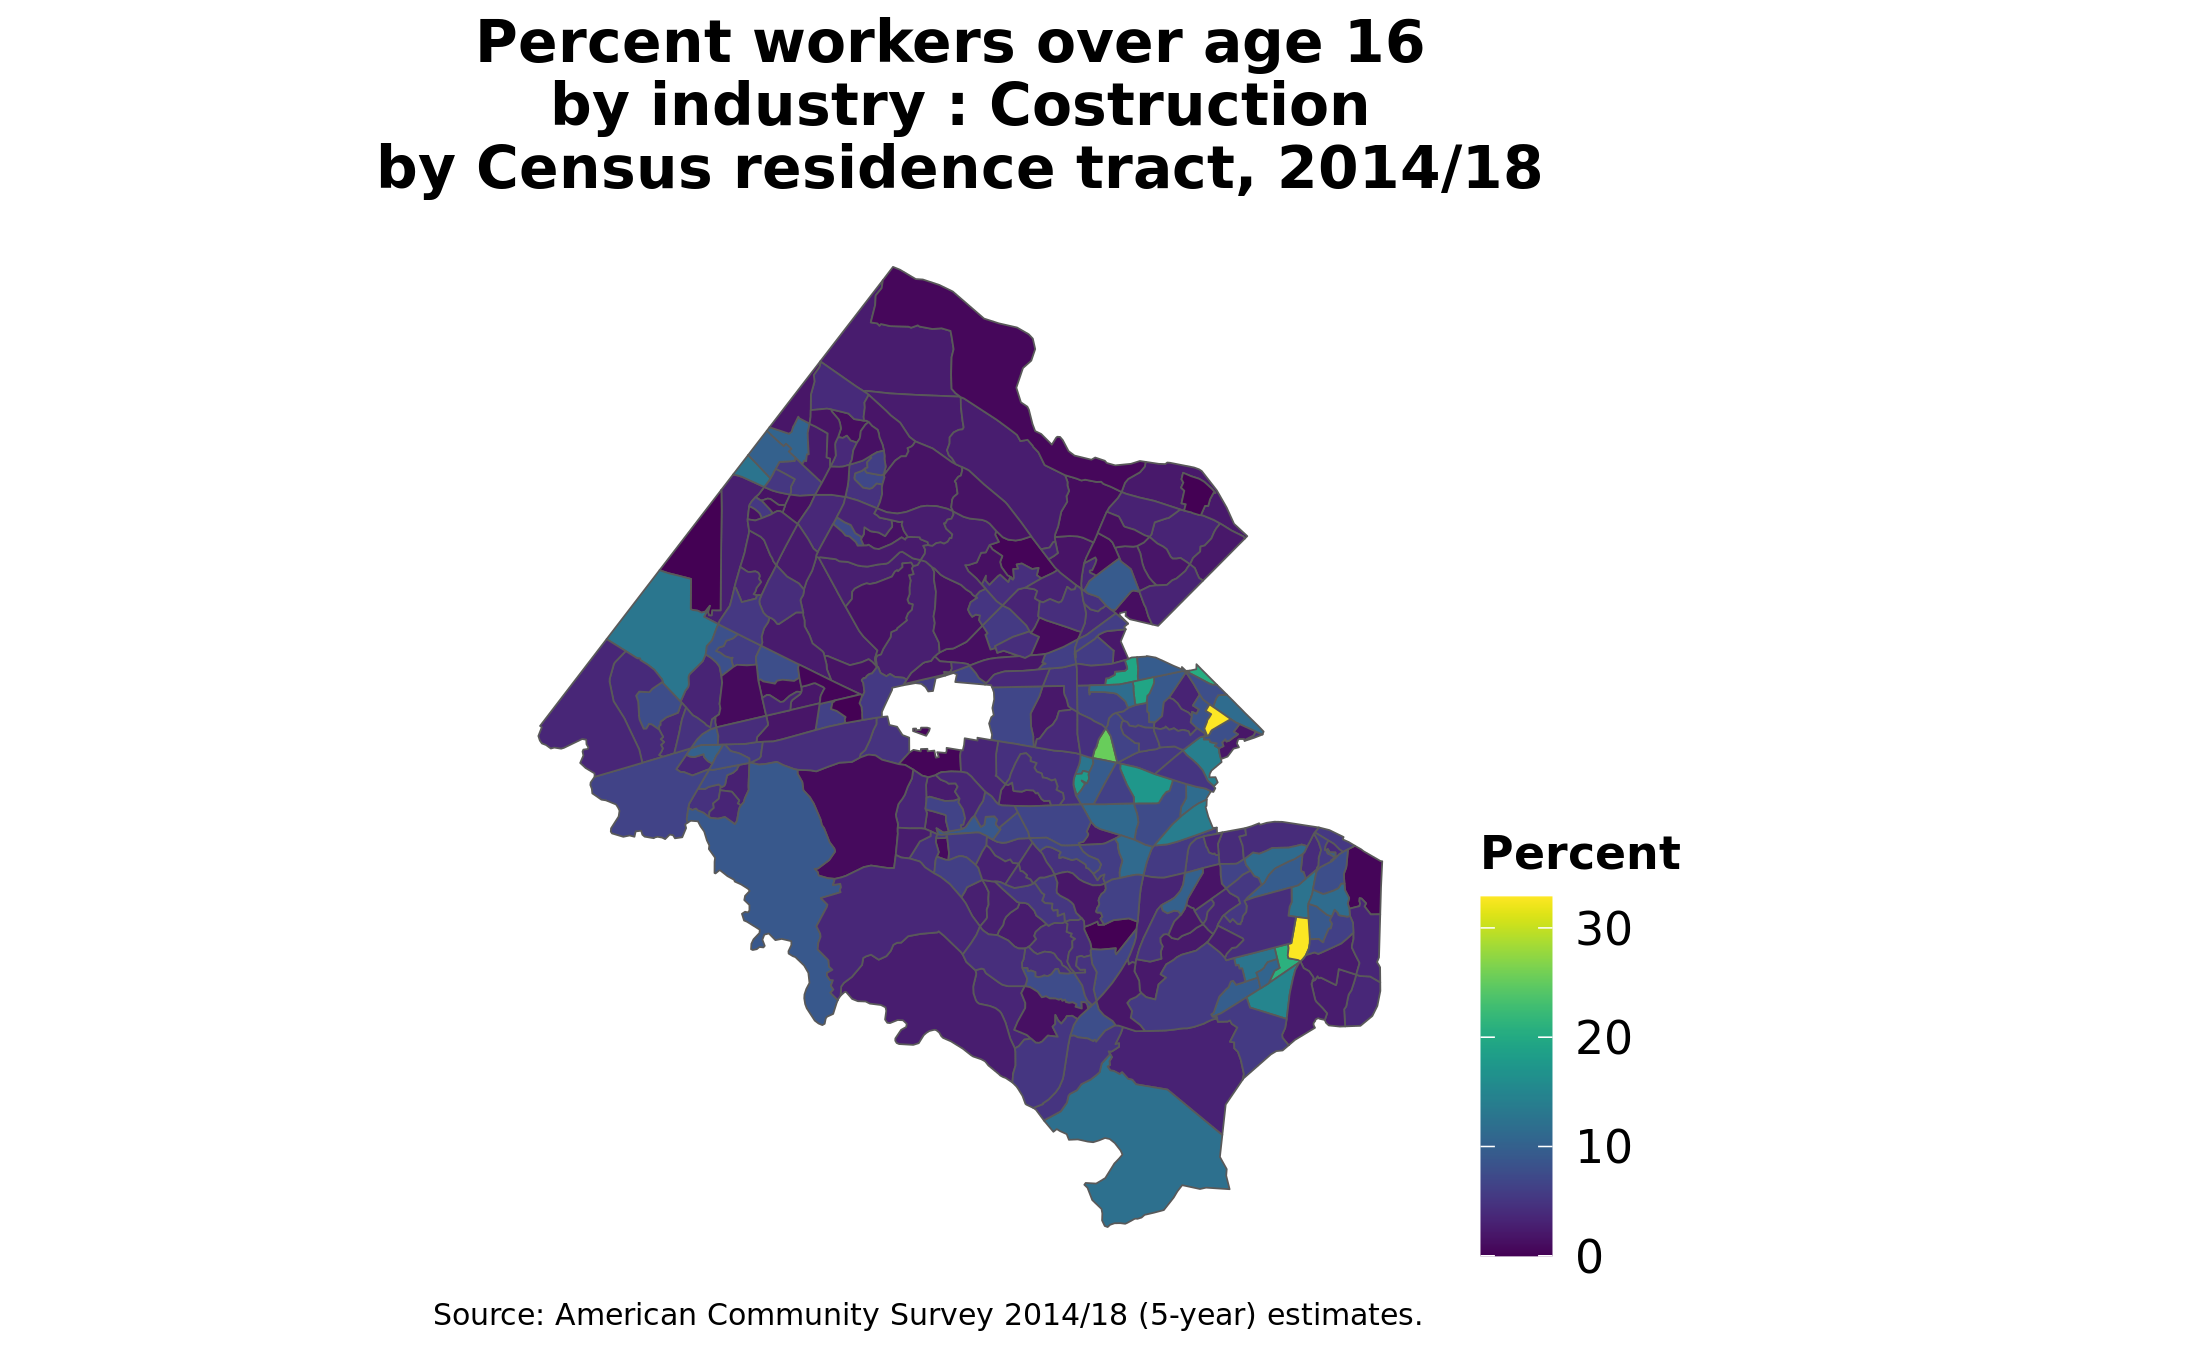 Percent workers over age 16
by industry : Costruction
by Census residence tract, 2014/18
Percent
30
20
10
0
Source: American Community Survey 2014/18 (5-year) estimates.